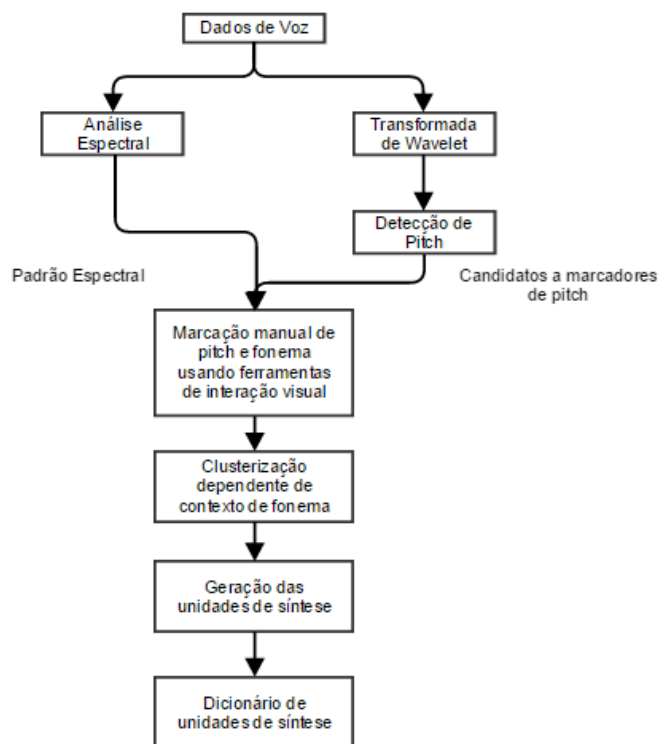 Dados de Voz
Análise
Espectral
Transformada
de Wavelet
Detecção de
Pitch
Padrão Espectral
Candidatos a marcadores
de pitch
Marcação manual de
pitch e fonema
usando ferramentas
de interação visual
Clusterização
dependente de
contexto de fonema
Geração das
unidades de síntese
Dicionário de
unidades de síntese